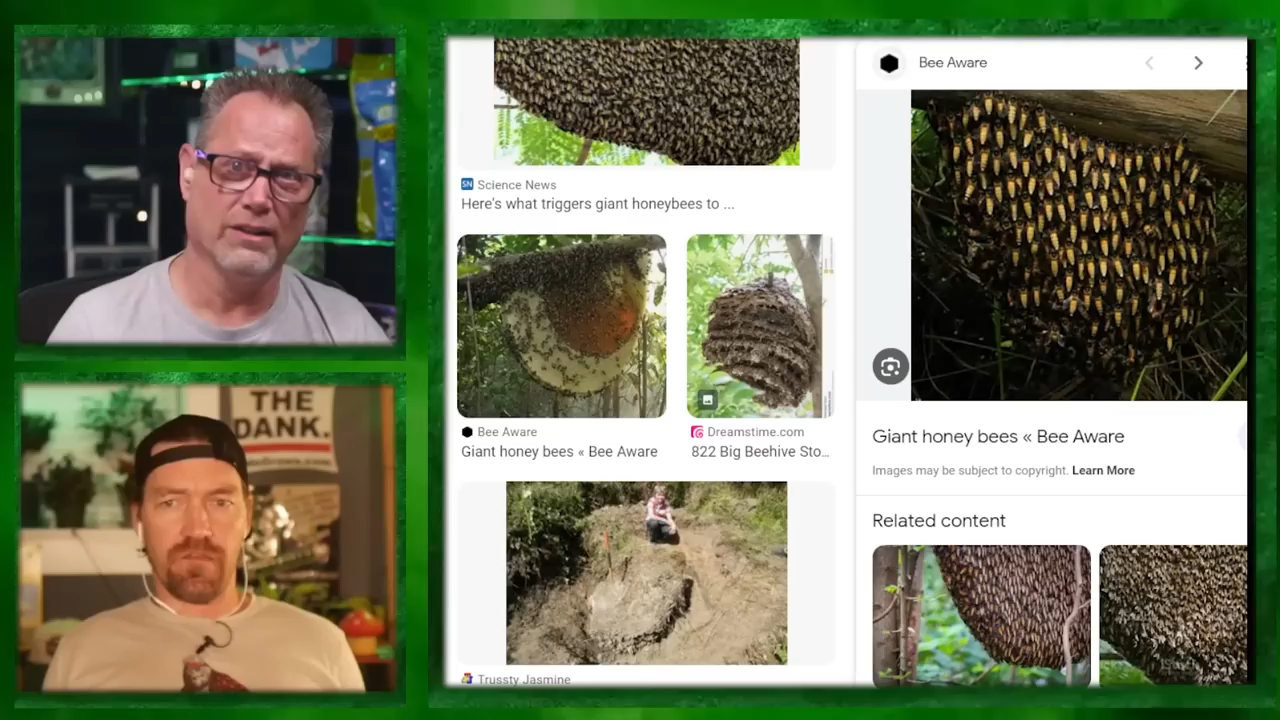 THE
DANK.
SN Science News
Here's what triggers giant honeybees to ...
Bee Aware
Giant honey bees « Bee Aware
Dreamstime.com
822 Big Beehive Sto...
Trussty Jasmine
Bee Aware
Giant honey bees « Bee Aware
Images may be subject to copyright. Learn More
Related content